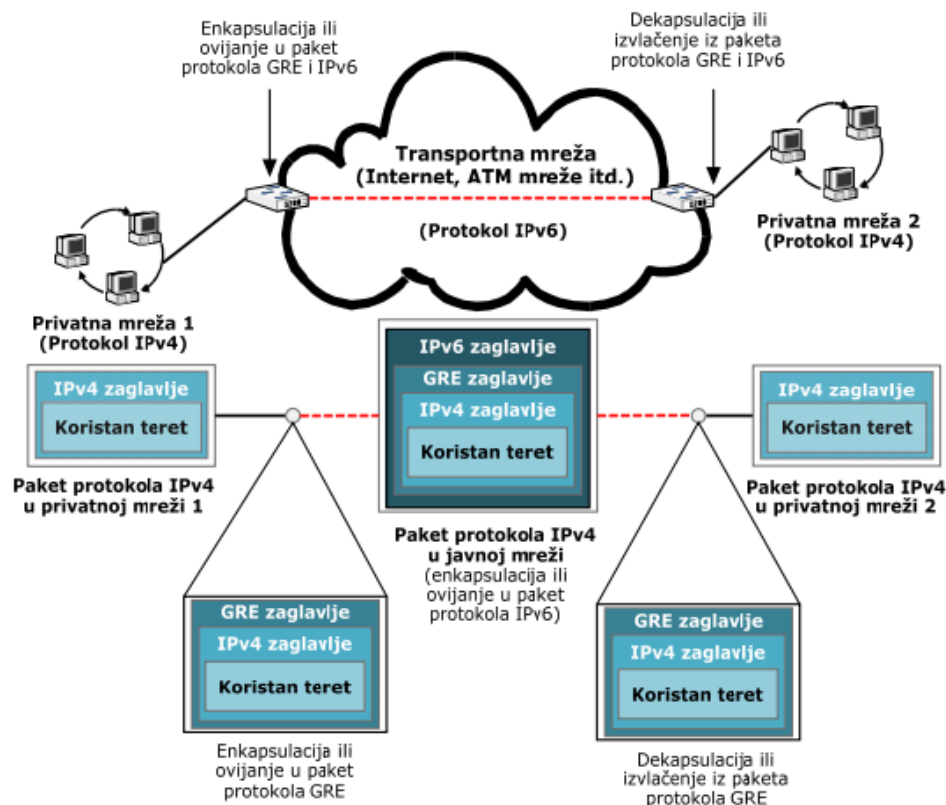 Enkapsulacija ili
ovijanje u paket
protokola GRE i IPv6
Dekapsulacija ili
izvlačenje iz paketa
protokola GRE i IPv6
Transportna mreža
(Internet, ATM mreže itd.)
(Protokol IPv6)
Privatna mreža 2
(Protokol IPv4)
Privatna mreža 1
(Protokol IPv4)
IPv4 zaglavlje
Koristan teret
Paket protokola IPv4
u privatnoj mreži 1
IPv6 zaglavlje
GRE zaglavlje
IPv4 zaglavlje
Koristan teret
Paket protokola IPv4
u javnoj mreži
(enkapsulacija ili
ovijanje u paket
protokola IPv6)
IPv4 zaglavlje
Koristan teret
Paket protokola IPv4
u privatnoj mreži 2
GRE zaglavlje
IPv4 zaglavlje
Koristan teret
Enkapsulacija ili
ovijanje u paket
protokola GRE
GRE zaglavlje
IPv4 zaglavlje
Koristan teret
Dekapsulacija ili
izvlačenje iz paketa
protokola GRE